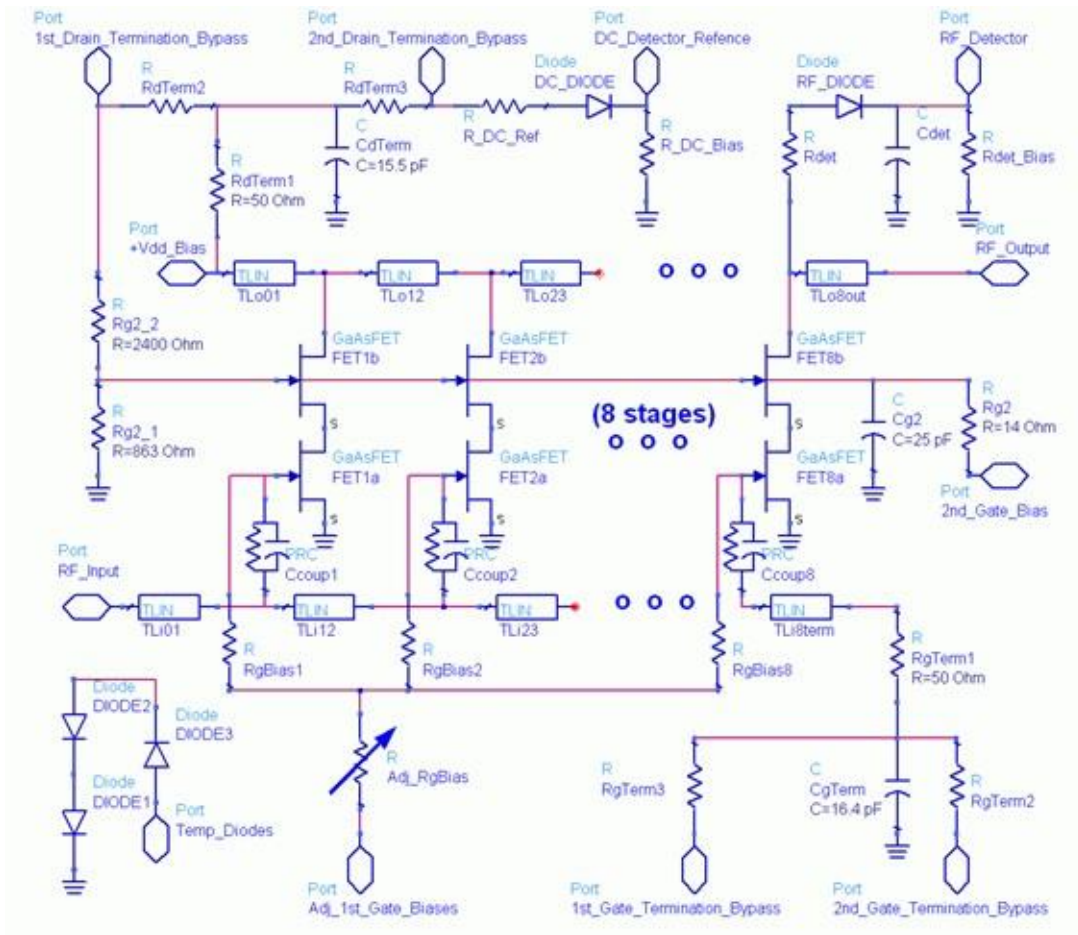 Port
1st_Drain_Termination_Bypass
Port
2nd_Drain_Termination_Bypass
Port
DC_Detector_Refence
Port
RF_Detector
R
RdTerm2
R
RdTerm3
Diode
DC_DIODE
Diode
RF_DIODE
R
R_DC_Ref
C
CdTerm
C=15.5 pF
R
R_DC_Bias
R
Rdet
C
Cdet
R
Rdet_Bias
R
RdTerm1
R=50 Ohm
Port
+Vdd_Bias
Port
RF_Output
TLIN
TLo01
TLIN
TLo12
TLIN
TLo23
TLIN
TLo8out
R
Rg2_2
R=2400 Ohm
GaAsFET
FET1b
GaAsFET
FET2b
GaAsFET
FET8b
R
Rg2_1
R=863 Ohm
(8 stages)
C
Cg2
C=25 pF
R
Rg2
R=14 Ohm
s
s
s
GaAsFET
FET1a
GaAsFET
FET2a
GaAsFET
FET8a
Port
2nd_Gate_Bias
s
s
s
PRC
Ccoup1
PRC
Ccoup2
PRC
Ccoup8
Port
RF_Input
TLIN
TLi01
TLIN
TLi12
TLIN
TLi23
TLIN
TLi8term
R
RgBias1
R
RgBias2
R
RgBias8
R
RgTerm1
R=50 Ohm
Diode
DIODE2
Diode
DIODE3
Diode
DIODE1
Port
Temp_Diodes
R
Adj_RgBias
R
RgTerm3
C
CgTerm
C=16.4 pF
R
RgTerm2
Port
Adj_1st_Gate_Biases
Port
1st_Gate_Termination_Bypass
Port
2nd_Gate_Termination_Bypass